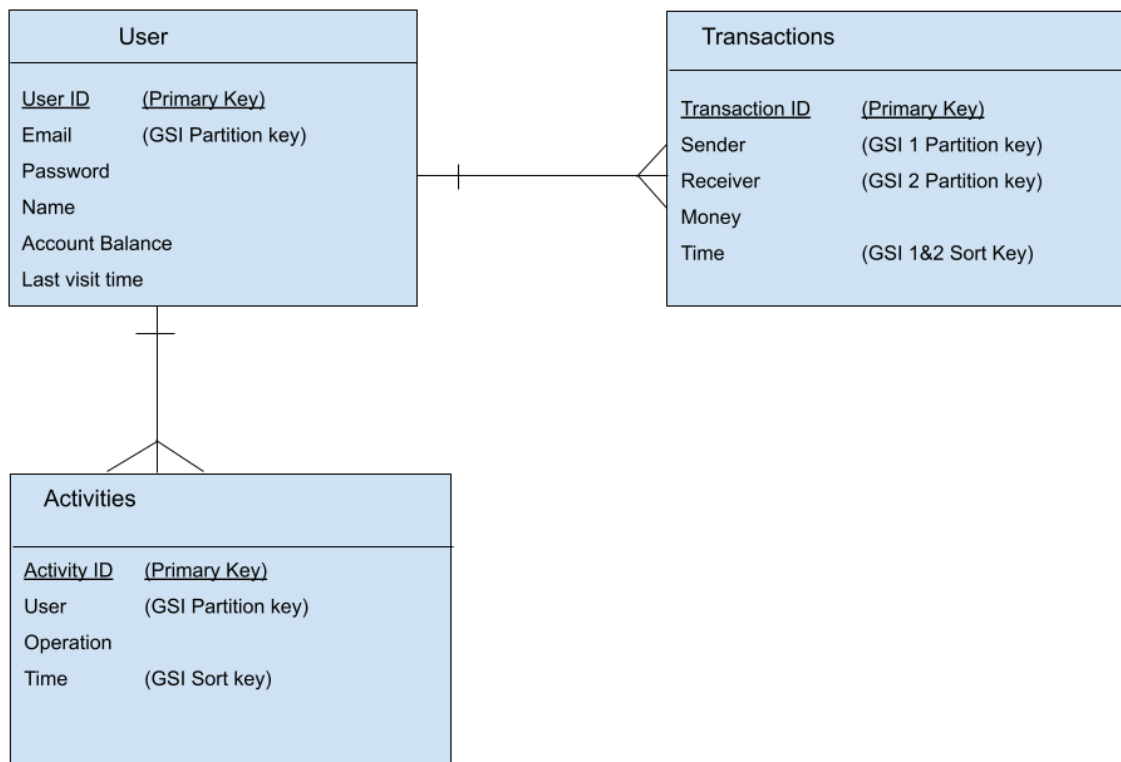 User
User ID (Primary Key)
Email (GSI Partition key)
Password
Name
Account Balance
Last visit time
Transactions
Transaction ID (Primary Key)
Sender (GSI 1 Partition key)
Receiver (GSI 2 Partition key)
Money
Time (GSI 1&2 Sort Key)
Activities
Activity ID (Primary Key)
User (GSI Partition key)
Operation
Time (GSI Sort key)